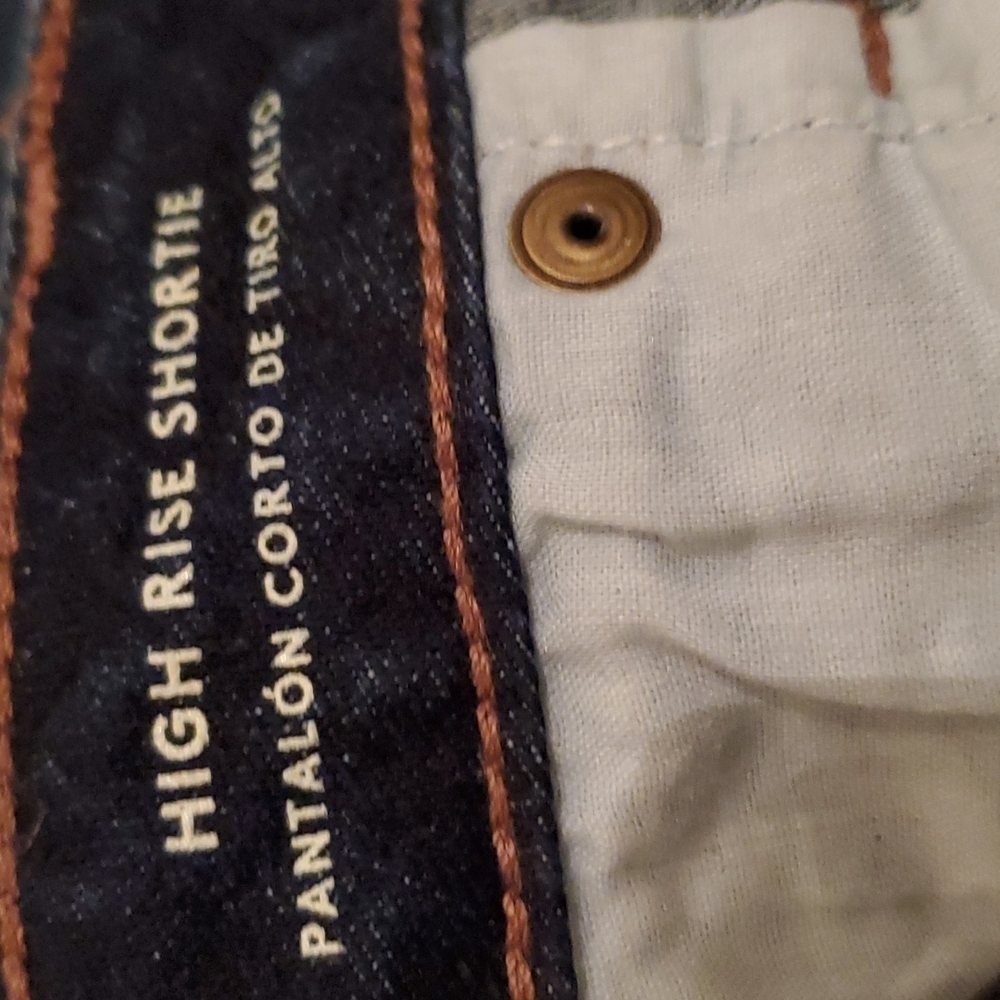 HIGH RISE SHORTIE
PANTALÓN CORTO DE TIRO ALTO